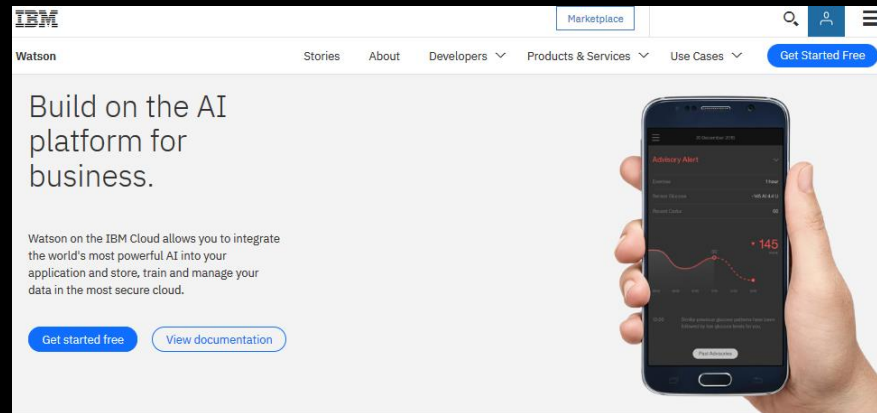 IBM
Marketplace
Watson
Stories
About
Developers
Products & Services
Use Cases
Get Started Free
Build on the AI
platform for
business.
Watson on the IBM Cloud allows you to integrate
the world's most powerful AI into your
application and store, train and manage your
data in the most secure cloud.
Get started free
View documentation
Advisory Alert
145